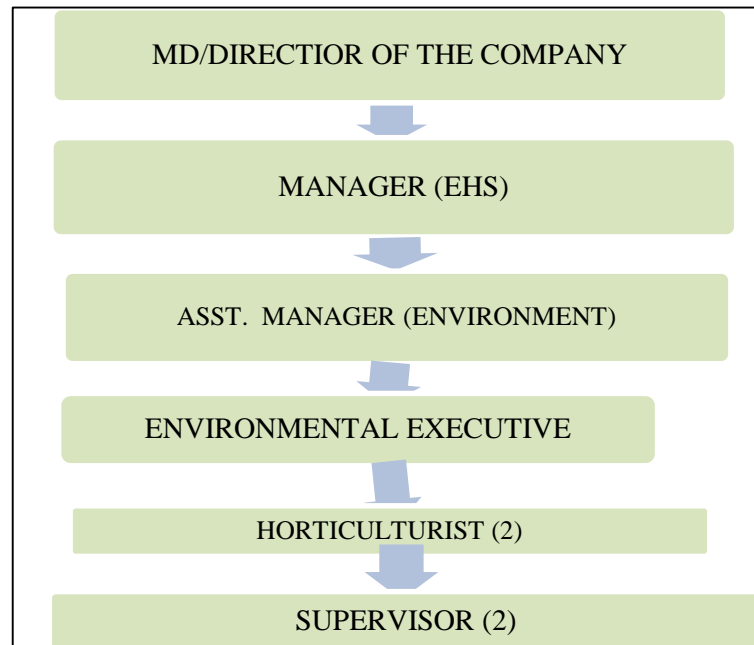 MD/DIRECTIOR OF THE COMPANY
MANAGER (EHS)
ASST. MANAGER (ENVIRONMENT)
ENVIRONMENTAL EXECUTIVE
HORTICULTURIST (2)
SUPERVISOR (2)